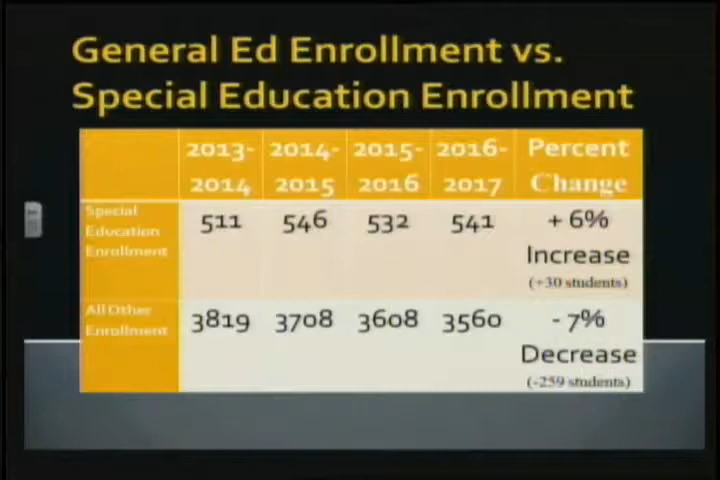 General Ed Enrollment vs.
Special Education Enrollment
2013- 2014- 2015- 2016- Percent
2014 2015 2016 2017 Change
Special
Education
Enrollment
511 546 532 541 + 6%
Increase
(+30 students)
All Other
Enrollment
3819 3708 3608 3560 - 7%
Decrease
(-259 students)